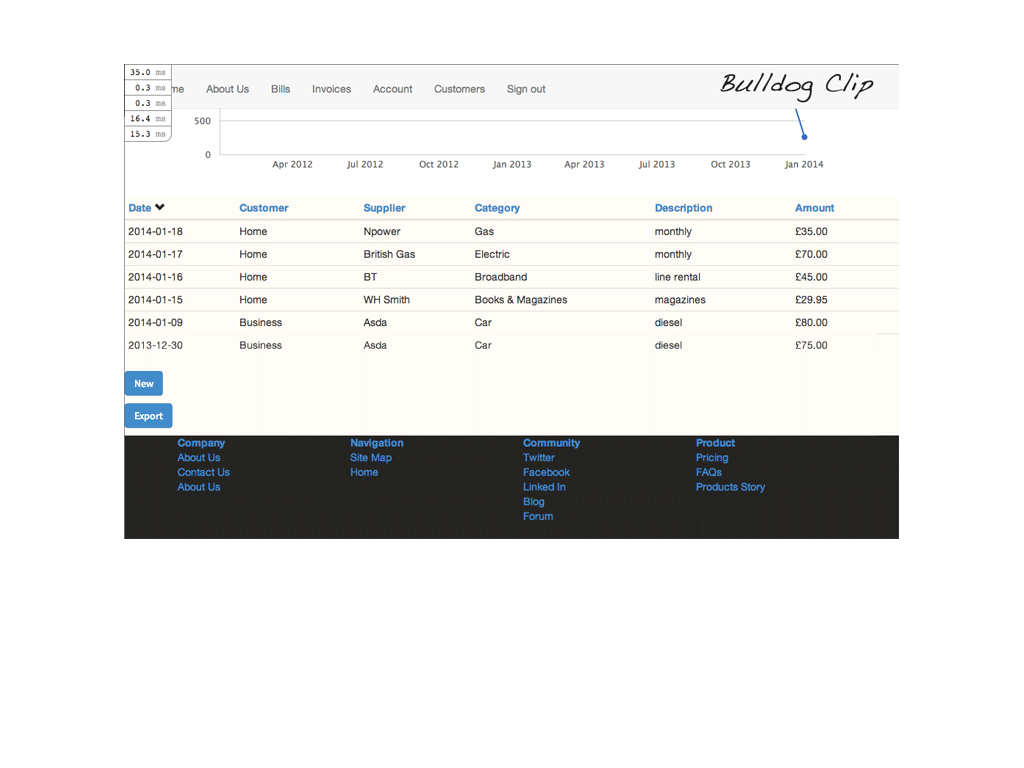 35.0 ms
0.3 ms
0.3 ms
16.4 ms
15.3 ms
me About Us Bills Invoices Account Customers Sign out
Bulldog Clip
500
0
Apr 2012 Jul 2012 Oct 2012 Jan 2013 Apr 2013 Jul 2013 Oct 2013 Jan 2014
Date Customer Supplier Category Description Amount
2014-01-18 Home Npower Gas monthly £35.00
2014-01-17 Home British Gas Electric monthly £70.00
2014-01-16 Home BT Broadband line rental £45.00
2014-01-15 Home WH Smith Books & Magazines magazines £29.95
2014-01-09 Business Asda Car diesel £80.00
2013-12-30 Business Asda Car diesel £75.00
New
Export
Company Navigation Community Product
About Us Site Map Twitter Pricing
Contact Us Home Facebook FAQs
About Us Linked In Products Story
Blog
Forum